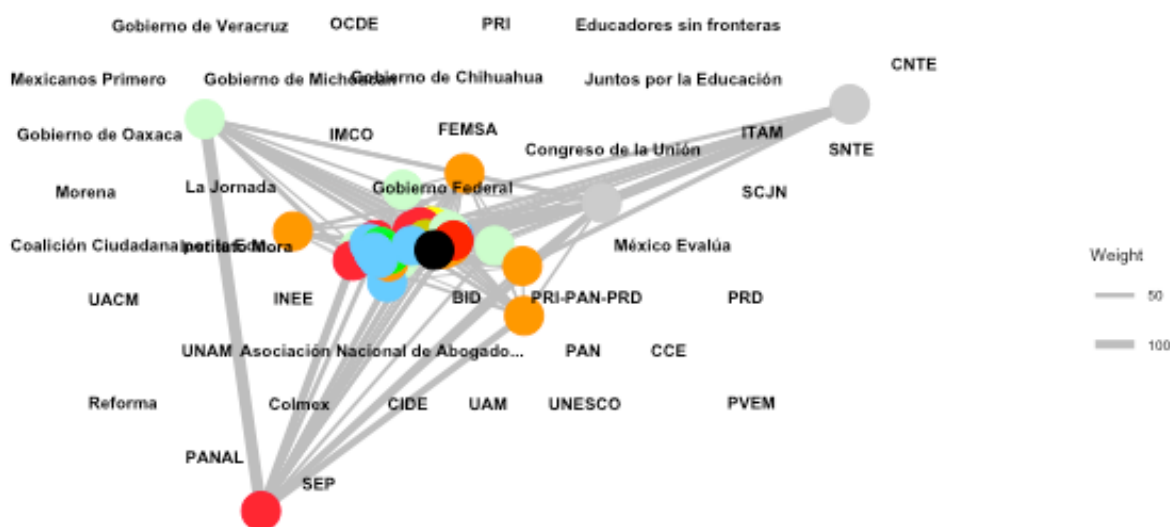 Gobierno de Veracruz OCDE PRI Educadores sin fronteras
CNTE
Mexicanos Primero Gobierno de Michoacán Gobierno de Chihuahua Juntos por la Educación
Gobierno de Oaxaca IMCO FEMSA ITAM
Congreso de la Unión SNTE
Morena La Jornada Gobierno Federal SCJN
Coalición Ciudadana Instituto Mora México Evalúa
Weight
UACM INEE BID PRI-PAN-PRD PRD
50
UNAM Asociación Nacional de Abogado... PAN CCE
100
Reforma Colmex CIDE UAM UNESCO PVEM
PANAL
SEP